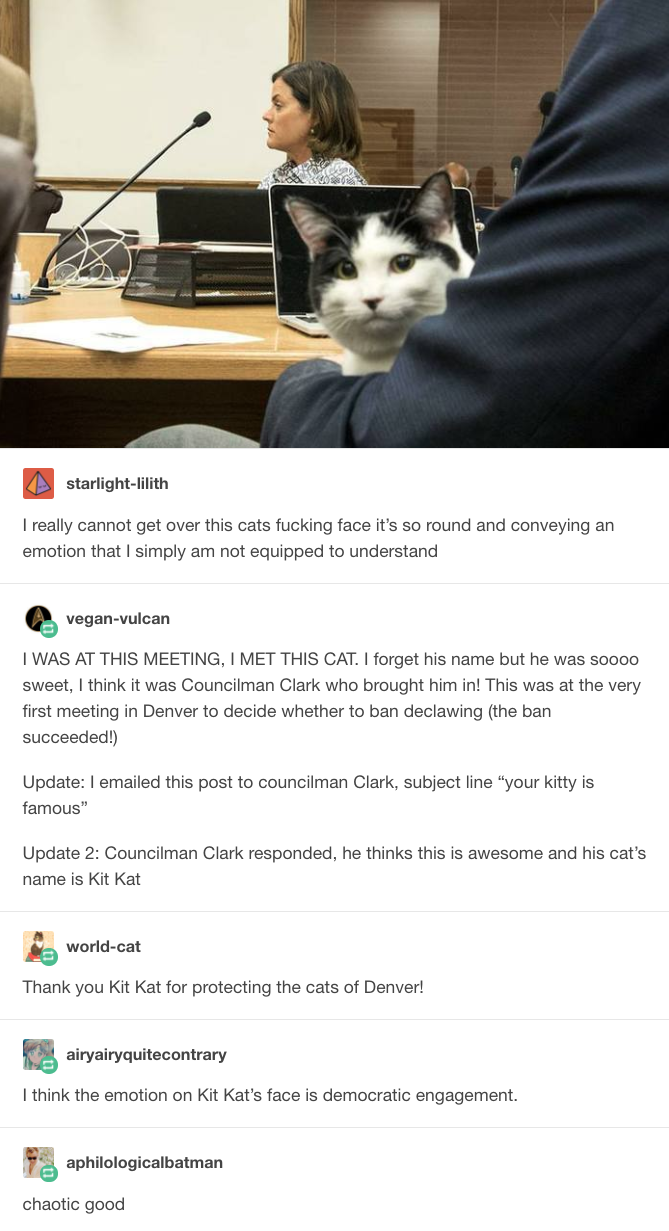 starlight-lilith
I really cannot get over this cats fucking face it’s so round and conveying an
emotion that I simply am not equipped to understand
vegan-vulcan
I WAS AT THIS MEETING, I MET THIS CAT. I forget his name but he was soooo
sweet, I think it was Councilman Clark who brought him in! This was at the very
first meeting in Denver to decide whether to ban declawing (the ban
succeeded!)
Update: I emailed this post to councilman Clark, subject line “your kitty is
famous”
Update 2: Councilman Clark responded, he thinks this is awesome and his cat’s
name is Kit Kat
world-cat
Thank you Kit Kat for protecting the cats of Denver!
airyairyquitecontrary
I think the emotion on Kit Kat’s face is democratic engagement.
aphilologicalbatman
chaotic good